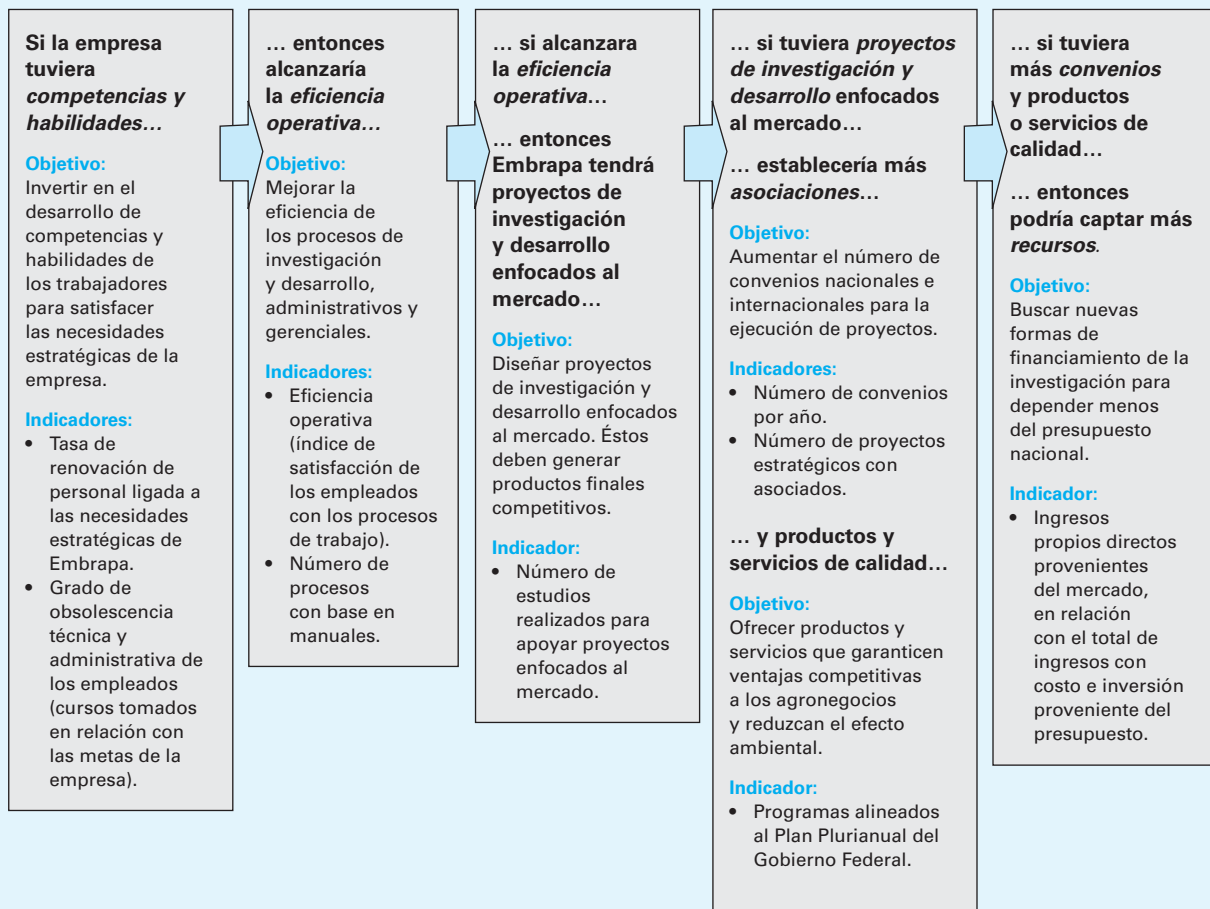 Si la empresa
tuviera
competencias y
habilidades…
Objetivo:
Invertir en el
desarrollo de
competencias y
habilidades de
los trabajadores
para satisfacer
las necesidades
estratégicas de la
empresa.
Indicadores:
• Tasa de
renovación de
personal ligada a
las necesidades
estratégicas de
Embrapa.
• Grado de
obsolescencia
técnica y
administrativa de
los empleados
(cursos tomados
en relación con
las metas de la
empresa).
… entonces
alcanzaría
la eficiencia
operativa…
Objetivo:
Mejorar la
eficiencia de
los procesos de
investigación
y desarrollo,
administrativos y
gerenciales.
Indicadores:
• Eficiencia
operativa
(índice de
satisfacción de
los empleados
con los procesos
de trabajo).
• Número de
procesos
con base en
manuales.
… si alcanzara
la eficiencia
operativa…
… entonces
Embrapa tendrá
proyectos de
investigación
y desarrollo
enfocados al
mercado…
Objetivo:
Diseñar proyectos
de investigación y
desarrollo enfocados
al mercado. Éstos
deben generar
productos finales
competitivos.
Indicador:
• Número de
estudios
realizados para
apoyar proyectos
enfocados al
mercado.
… si tuviera proyectos
de investigación y
desarrollo enfocados
al mercado…
… establecería más
asociaciones…
Objetivo:
Aumentar el número de
convenios nacionales e
internacionales para la
ejecución de proyectos.
Indicadores:
• Número de convenios
por año.
• Número de proyectos
estratégicos con
asociados.
… y productos y
servicios de calidad…
Objetivo:
Ofrecer productos y
servicios que garanticen
ventajas competitivas
a los agronegocios
y reduzcan el efecto
ambiental.
Indicador:
• Programas alineados
al Plan Plurianual del
Gobierno Federal.
… si tuviera
más convenios
y productos
o servicios de
calidad…
… entonces
podría captar más
recursos.
Objetivo:
Buscar nuevas
formas de
financiamiento de la
investigación para
depender menos
del presupuesto
nacional.
Indicador:
• Ingresos
propios directos
provenientes
del mercado,
en relación
con el total de
ingresos con
costo e inversión
proveniente del
presupuesto.